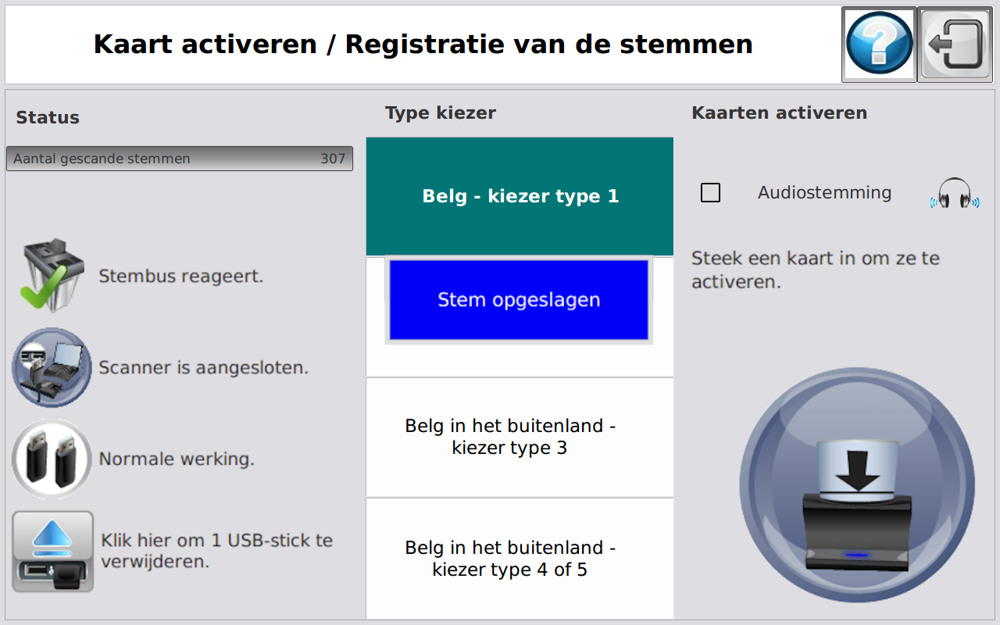 Kaart activeren / Registratie van de stemmen
Status
Aantal gescande stemmen 307
Stembus reageert.
Scanner is aangesloten.
Normale werking.
Klik hier om 1 USB-stick te
verwijderen.
Type kiezer
Belg - kiezer type 1
Stem opgeslagen
Belg in het buitenland -
kiezer type 3
Belg in het buitenland -
kiezer type 4 of 5
Kaarten activeren
Audiostemming
Steek een kaart in om ze te
activeren.